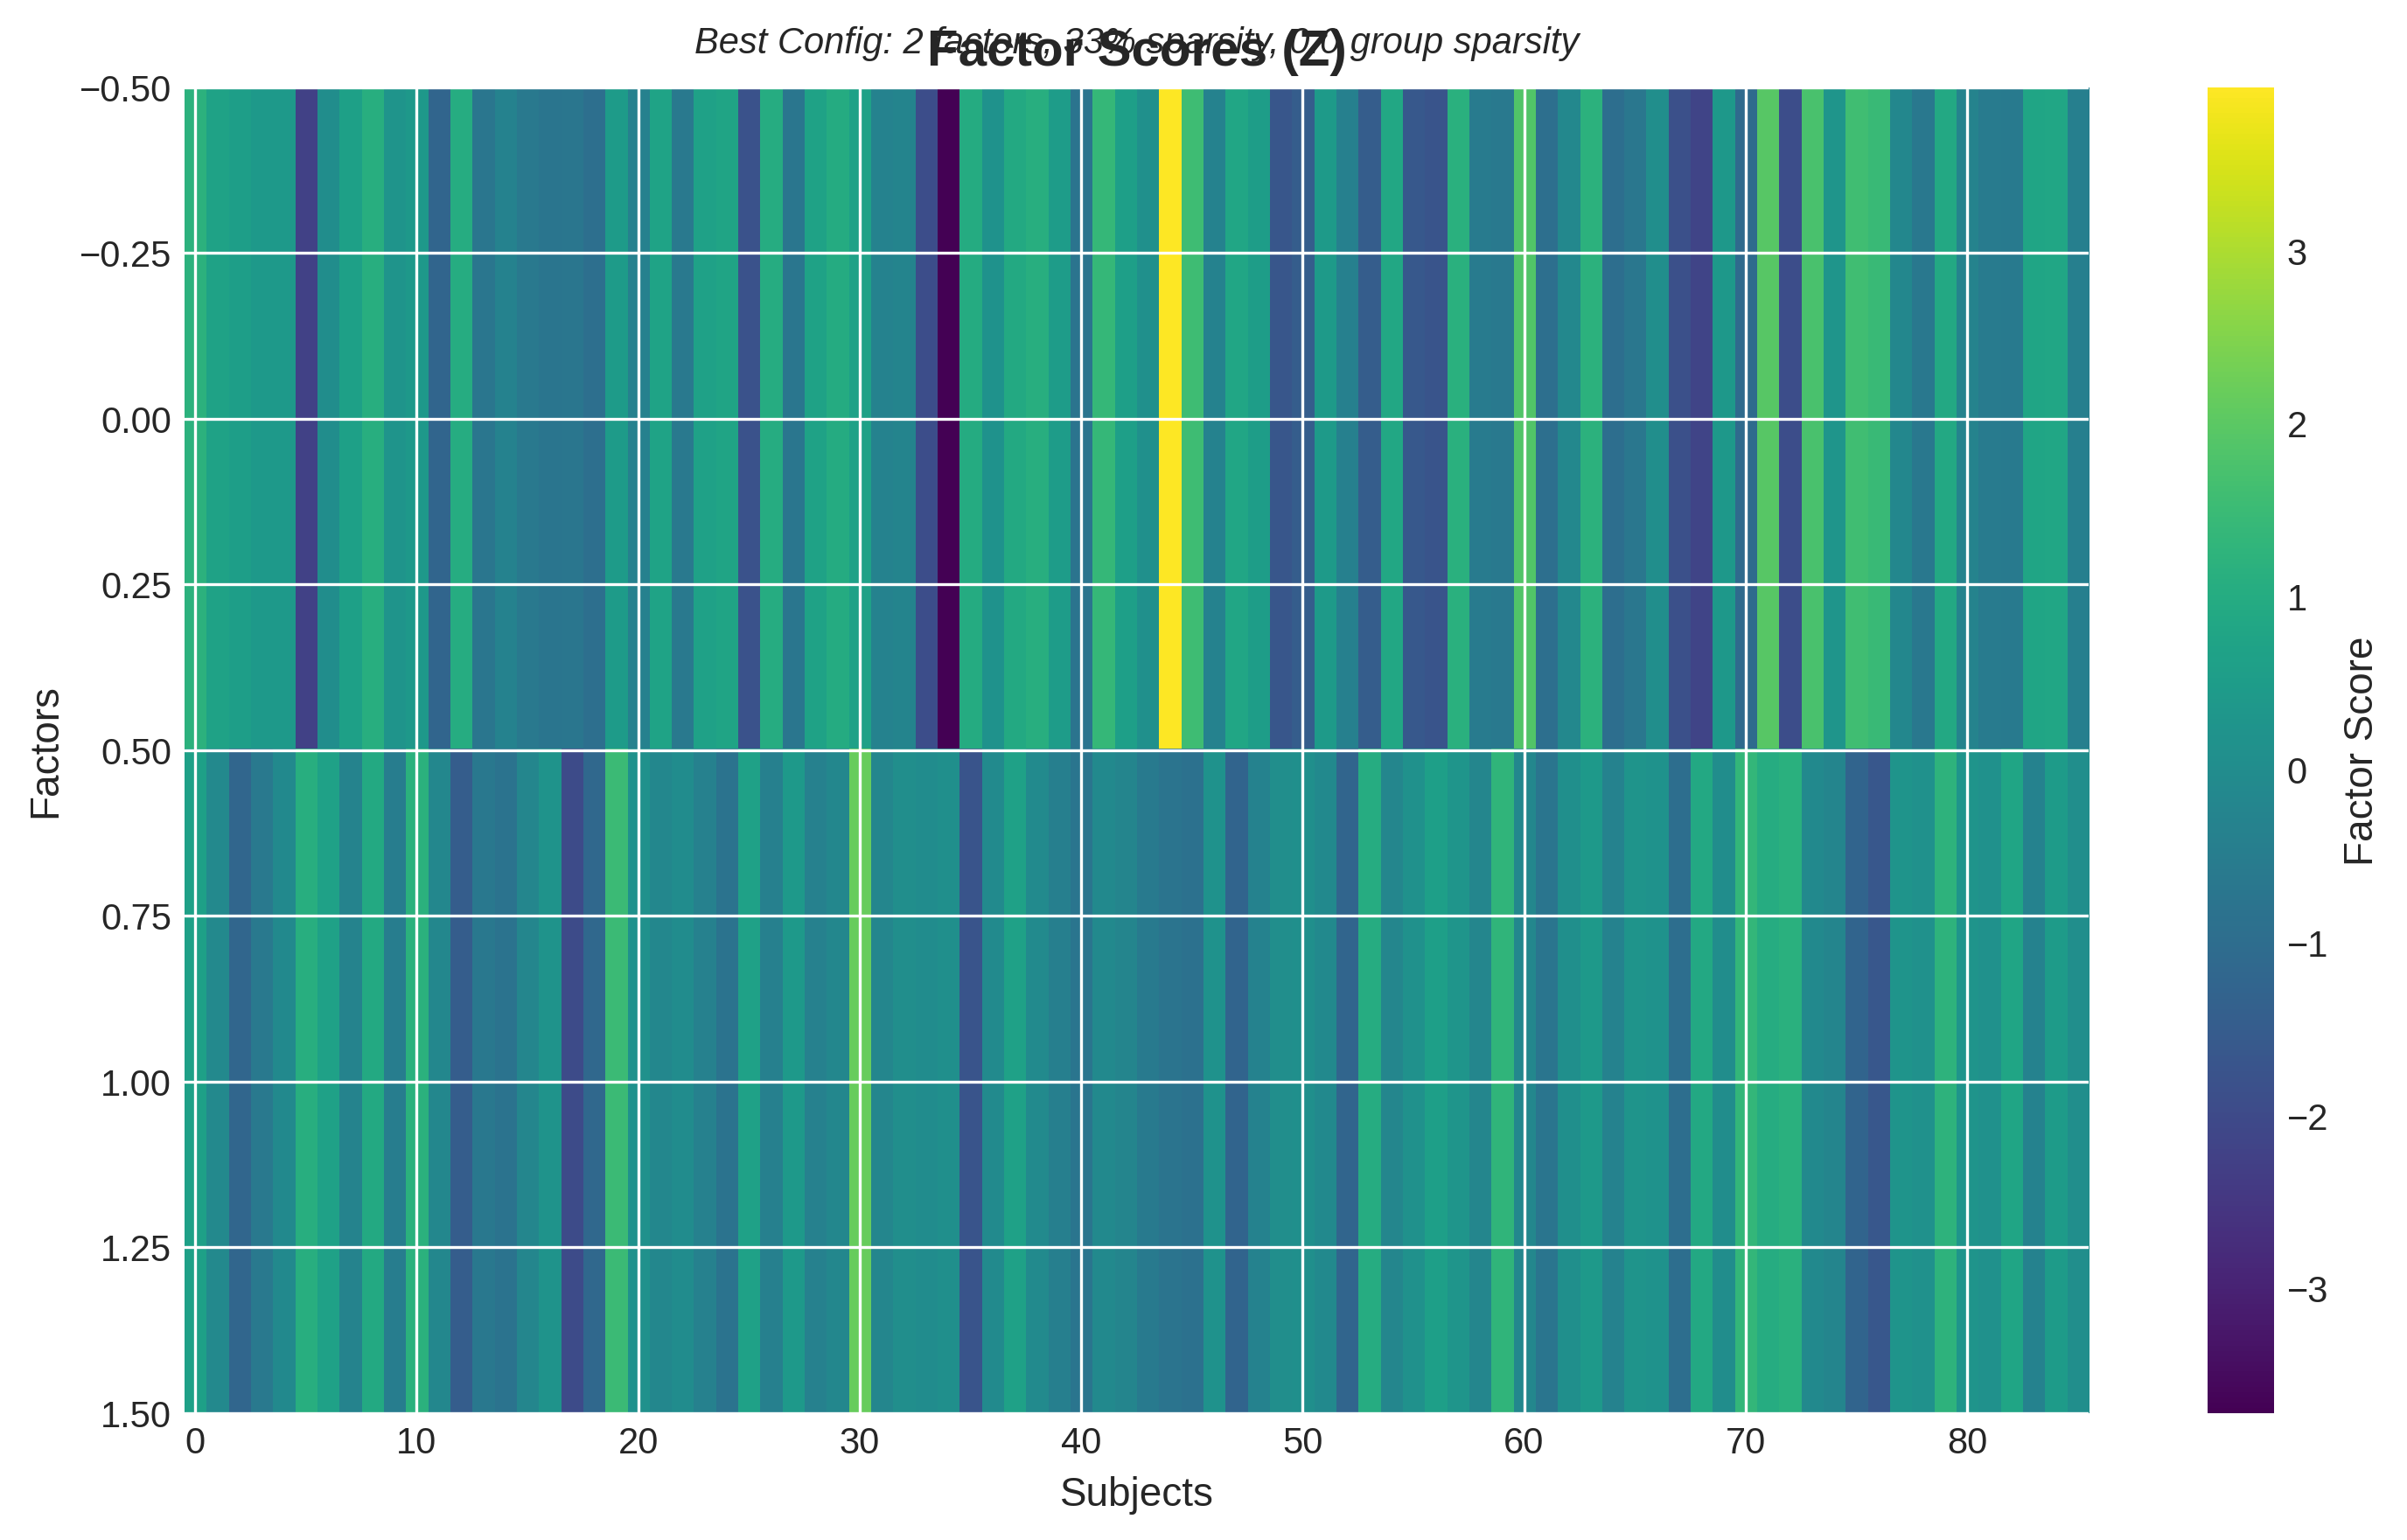 Best Config: 2 factors, 33% sparsity, 0.0 group sparsity
Factor Scores (Z)
−0.50
−0.25
0.00
0.25
0.50
0.75
1.00
1.25
1.50
Factors
0 10 20 30 40 50 60 70 80
Subjects
3
2
1
0
−1
−2
−3
Factor Score